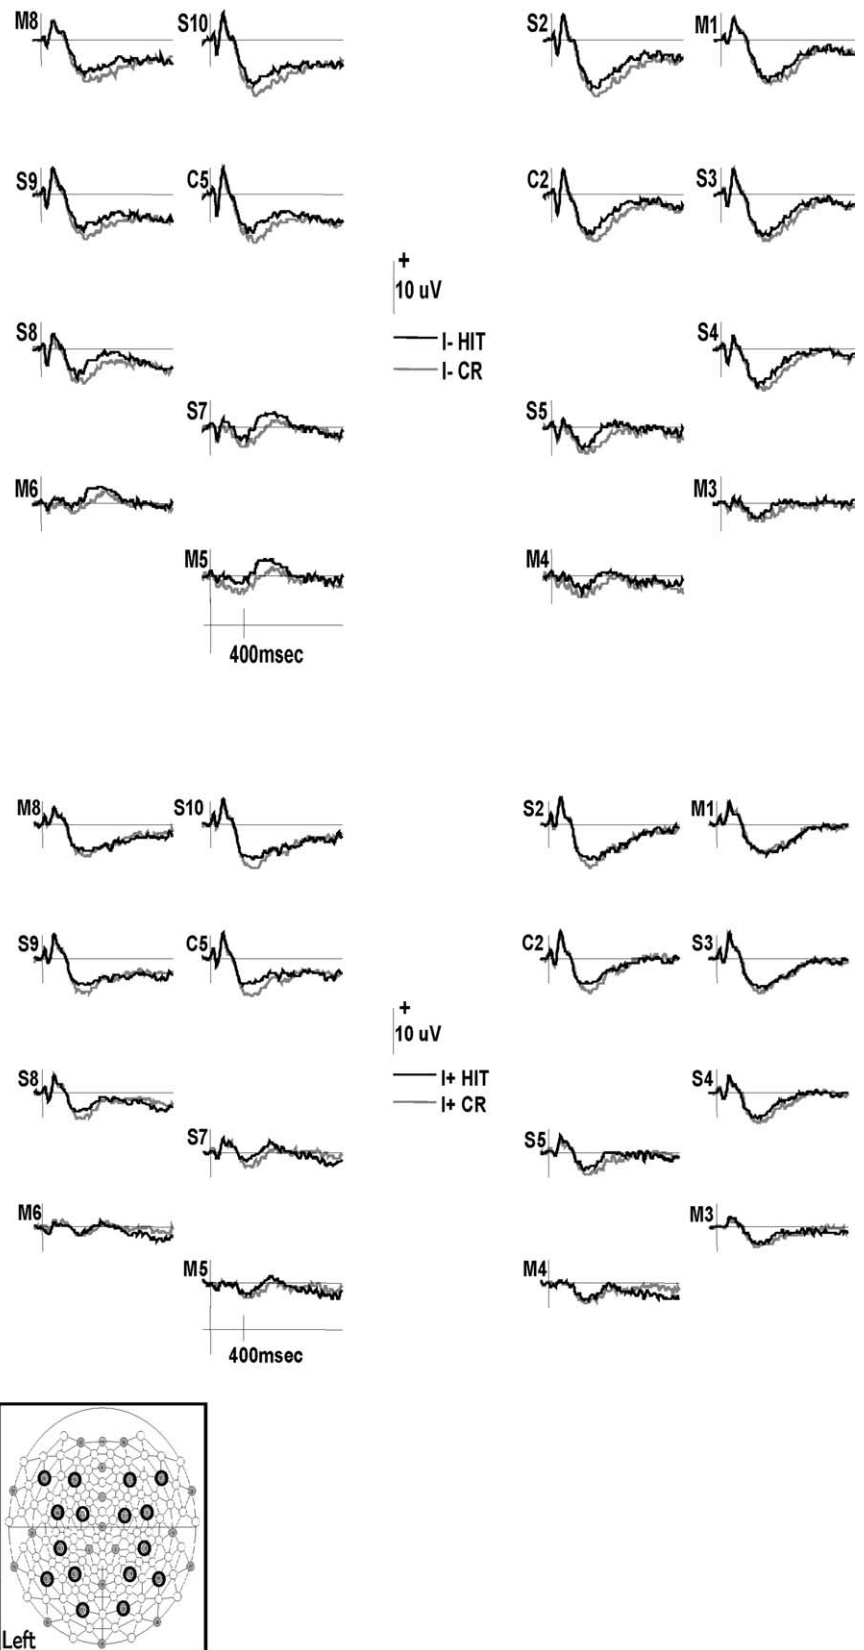 M8 S10 S2 M1
S9 C5 C2 S3
+
10 uV
I- HIT
I- CR
S8 S4
S7 S5
M6 M3
M5 M4
400msec
M8 S10 S2 M1
S9 C5 C2 S3
+
10 uV
I+ HIT
I+ CR
S8 S4
S7 S5
M6 M3
M5 M4
400msec
Left